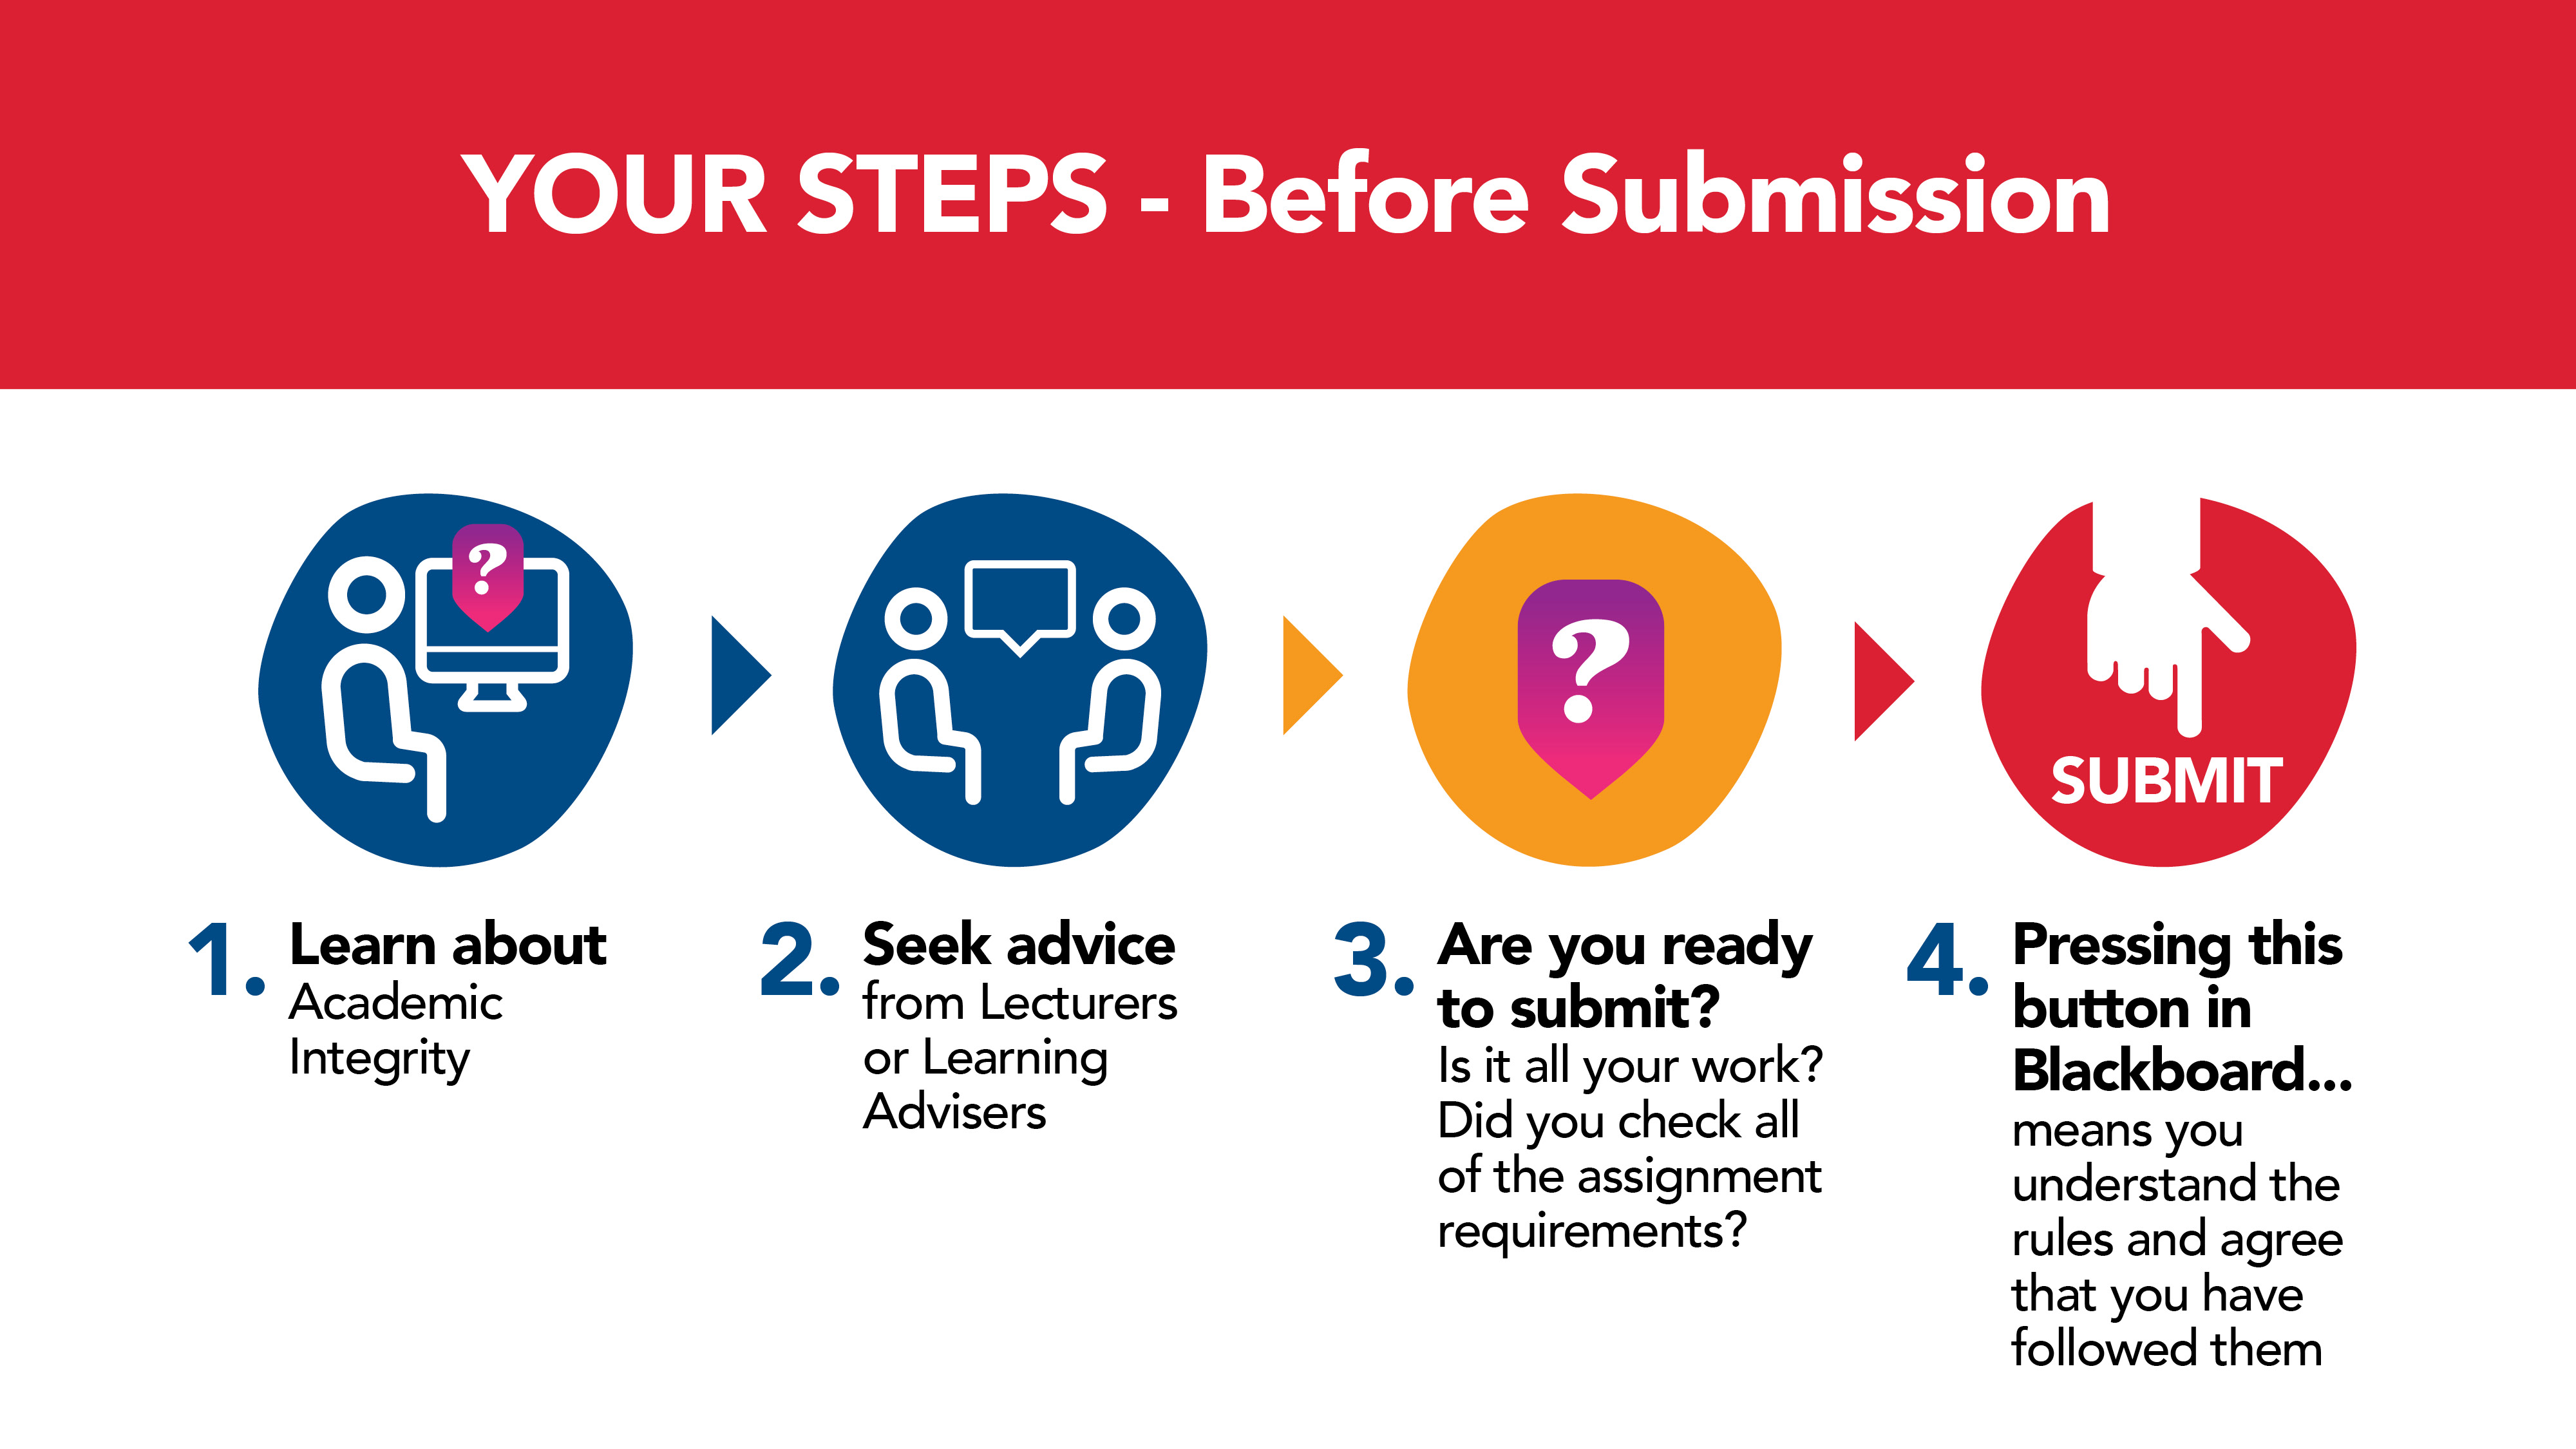 YOUR STEPS - Before Submission
?
?
SUBMIT
1. Learn about
Academic
Integrity
2. Seek advice
from Lecturers
or Learning
Advisers
3. Are you ready
to submit?
Is it all your work?
Did you check all
of the assignment
requirements?
4. Pressing this
button in
Blackboard...
means you
understand the
rules and agree
that you have
followed them